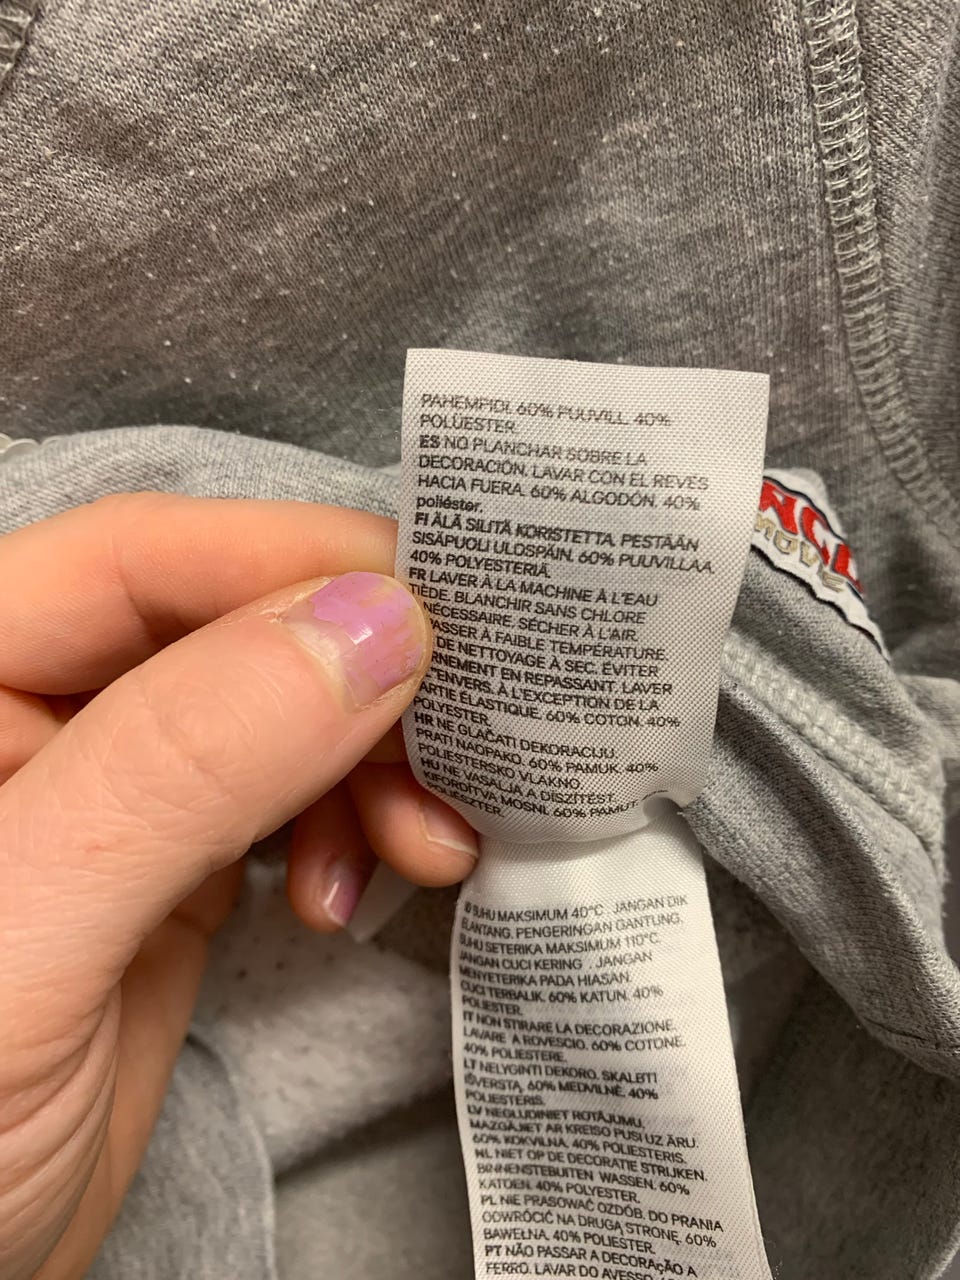 PAHEMPIDI. 60% PUUVILL. 40%
POLÜESTER.
ES NO PLANCHAR SOBRE LA
DECORACIÓN. LAVAR CON EL REVÉS
HACIA FUERA. 60% ALGODÓN. 40%
poliéster.
FI ÄLÄ SILITÄ KORISTETTA. PESTÄÄN
SISÄPUOLI ULOSPÄIN. 60% PUUVILLAA.
40% POLYESTERIÄ.
FR LAVER À LA MACHINE À L'EAU
TIÈDE. BLANCHIR SANS CHLORE
NÉCESSAIRE. SÉCHER À L'AIR.
ASSER À FAIBLE TEMPÉRATURE
DE NETTOYAGE À SEC. ÉVITER
RNEMENT EN REPASSANT. LAVER
L'ENVERS. À L'EXCEPTION DE LA
ARTIE ÉLASTIQUE. 60% COTON. 40%
POLYESTER.
HR NE GLAČATI DEKORACIJU.
PRATI NAOPAKO. 60% PAMUK. 40%
POLIESTERSKO VLAKNO.
HU NE VASALJA A DÍSZÍTÉST.
KIFORDÍTVA MOSNI. 60% PAMUT.
POLIÉSZTER.
NCL
MOVE
ID SUHU MAKSIMUM 40°C . JANGAN DIK
ELANTANG. PENGERINGAN GANTUNG.
SUHU SETERIKA MAKSIMUM 110°C.
JANGAN CUCI KERING . JANGAN
MENYETERIKA PADA HIASAN.
CUCI TERBALIK. 60% KATUN. 40%
POLIESTER.
IT NON STIRARE LA DECORAZIONE.
LAVARE A ROVESCIO. 60% COTONE.
40% POLIESTERE.
LT NELYGINTI DEKORO. SKALBTI
IŠVERSTĄ. 60% MEDVILNĖ. 40%
POLIESTERIS.
LV NEGLUDINIET ROTĀJUMU.
MAZGĀJIET AR KREISO PUSI UZ ĀRU.
60% KOKVILNA. 40% POLIESTERIS.
NL NIET OP DE DECORATIE STRIJKEN.
BINNENSTEBUITEN WASSEN. 60%
KATOEN. 40% POLYESTER.
PL NIE PRASOWAĆ OZDÓB. DO PRANIA
ODWRÓCIĆ NA DRUGĄ STRONĘ. 60%
BAWEŁNA. 40% POLIESTER.
PT NÃO PASSAR A DECORAçãO A
FERRO. LAVAR DO AVESSO.